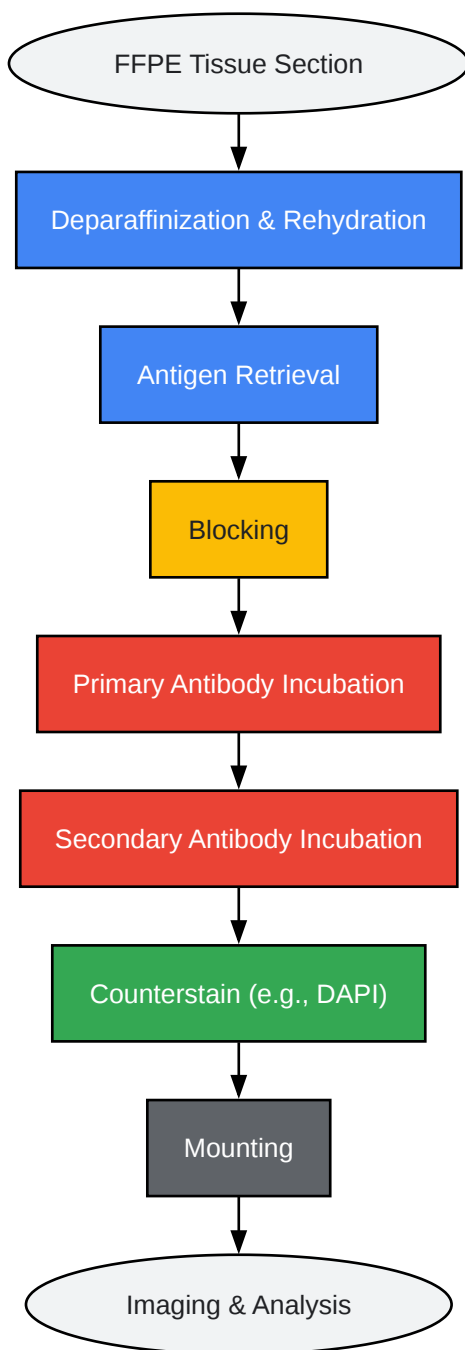 FFPE Tissue Section
Deparaffinization & Rehydration
Antigen Retrieval
Blocking
Primary Antibody Incubation
Secondary Antibody Incubation
Counterstain (e.g., DAPI)
Mounting
Imaging & Analysis